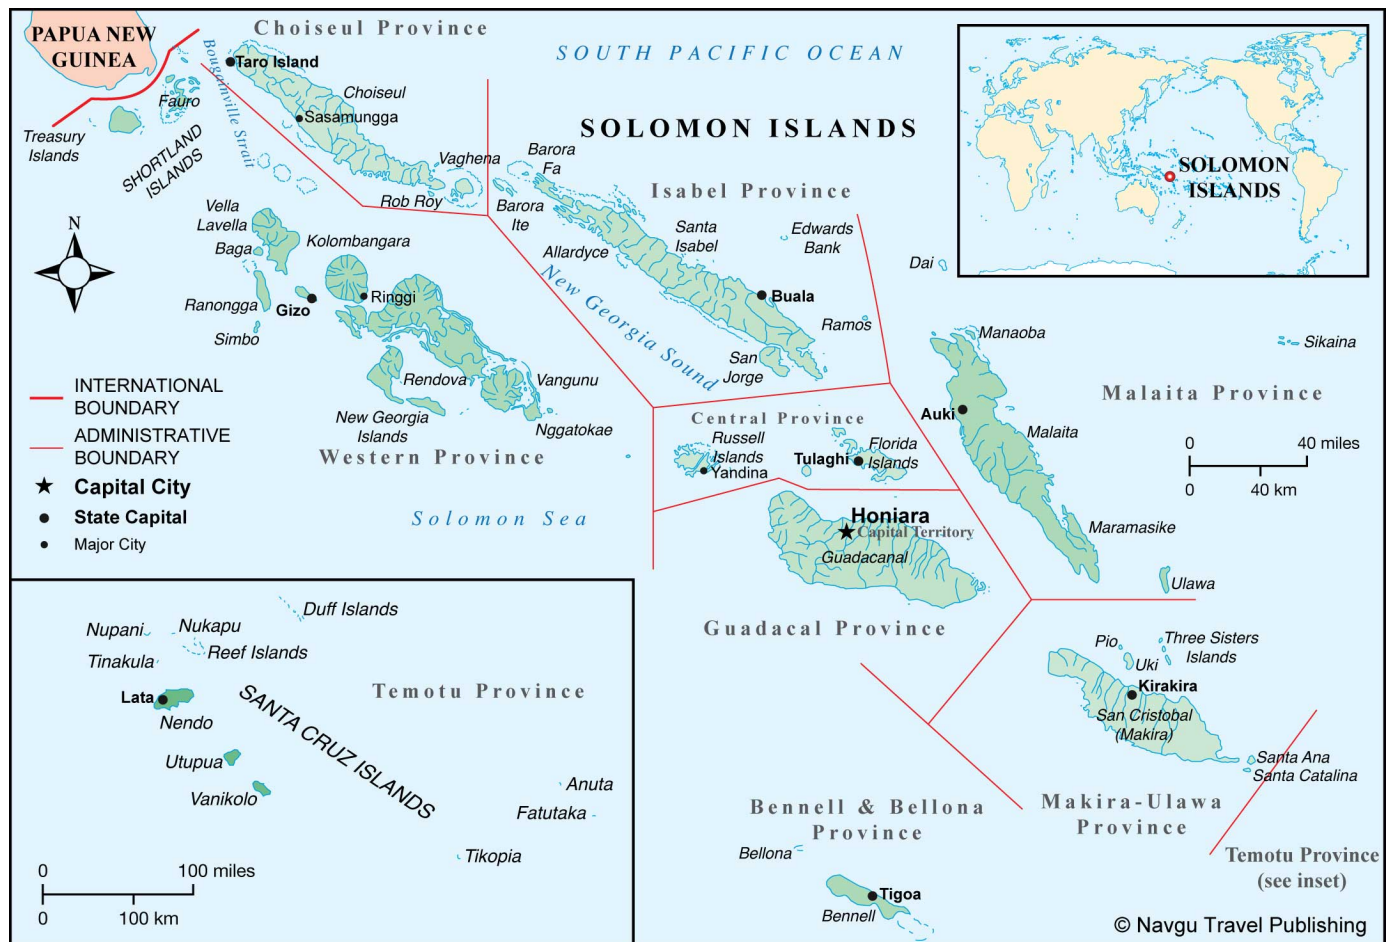 PAPUA NEW
GUINEA
Choiseul Province
SOUTH PACIFIC OCEAN
Bougainville Strait
Taro Island
Fauro
Choiseul
Sasamungga
Treasury
Islands
SHORTLAND
ISLANDS
SOLOMON ISLANDS
Vaghena
Rob Roy
Barora
Fa
Barora
Ite
Isabel Province
Santa
Isabel
Allardyce
Edwards
Bank
Buala
Ramos
San
Jorge
New Georgia Sound
SOLOMON
ISLANDS
N
Vella
Lavella
Baga
Kolombangara
Ranongga
Gizo
Ringgi
Simbo
Rendova
Vangunu
New Georgia
Islands
Nggatokae
Western Province
Solomon Sea
INTERNATIONAL
BOUNDARY
ADMINISTRATIVE
BOUNDARY
Capital City
State Capital
Major City
Dai
Manaoba
Sikaina
Malaita Province
Auki
Malaita
Maramasike
Ulawa
0 40 miles
0 40 km
Central Province
Russell
Islands
Yandina
Tulaghi
Florida
Islands
Honiara
Capital Territory
Guadacanal
Guadacal Province
Pio
Uki
Three Sisters
Islands
Kirakira
San Cristobal
(Makira)
Santa Ana
Santa Catalina
Makira-Ulawa
Province
Temotu Province
(see inset)
Bennell & Bellona
Province
Bellona
Tigoa
Bennell
Duff Islands
Nupani
Nukapu
Reef Islands
Tinakula
Lata
Nendo
Temotu Province
SANTA CRUZ ISLANDS
Utupua
Vanikolo
Anuta
Fatutaka
Tikopia
0 100 miles
0 100 km
© Navgu Travel Publishing